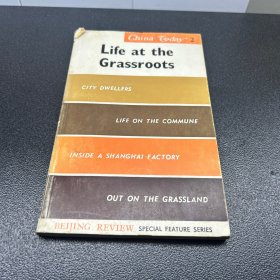 China Today 2
Life at the
Grassroots
CITY DWELLERS
LIFE ON THE COMMUNE
INSIDE A SHANGHAI FACTORY
OUT ON THE GRASSLAND
BEIJING REVIEW SPECIAL FEATURE SERIES